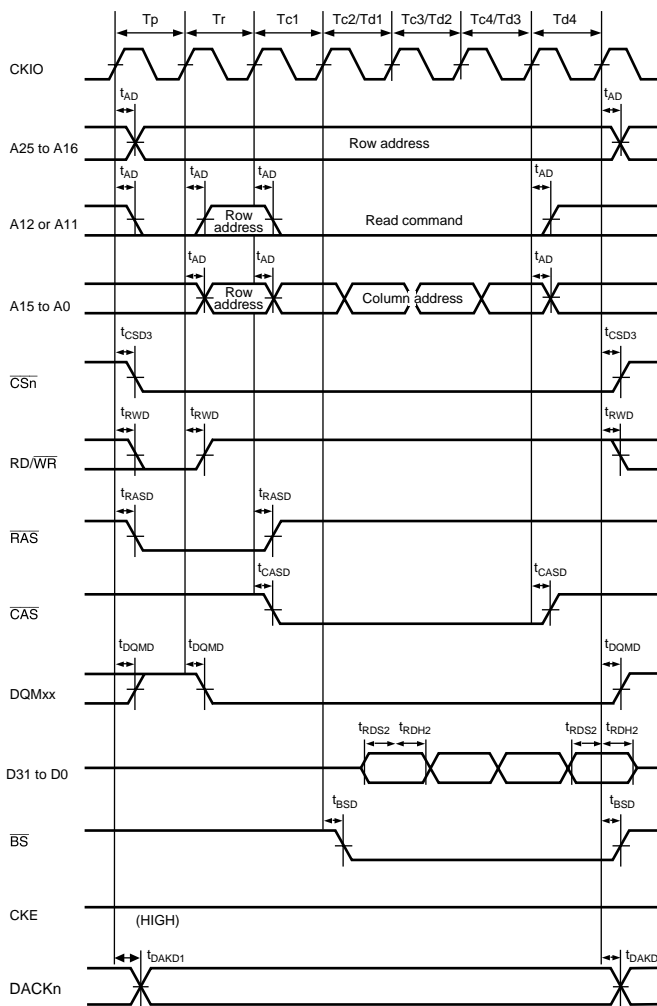 Tp Tr Tc1 Tc2/Td1 Tc3/Td2 Tc4/Td3 Td4
CKIO
tAD tAD
A25 to A16 Row address
tAD tAD tAD tAD
A12 or A11 Row address Read command
tAD tAD tAD
A15 to A0 Row address Column address
tCSD3 tCSD3
CSn
tRWD tRWD tRWD
RD/WR
tRASD tRASD
RAS
tCASD tCASD
CAS
tDQMD tDQMD tDQMD
DQMxx
tRDS2 tRDH2 tRDS2 tRDH2
D31 to D0
tBSD tBSD
BS
CKE
(HIGH)
tDAKD1 tDAKD
DACKn